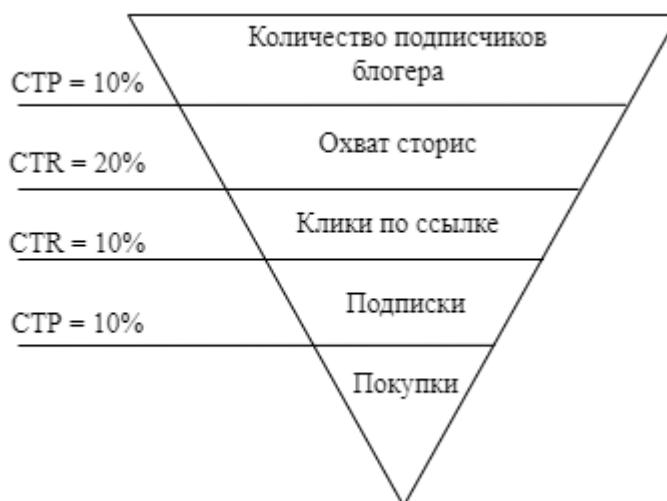 Количество подписчиков
блогера
СТР = 10%
Охват сторис
CTR = 20%
Клики по ссылке
CTR = 10%
Подписки
СТР = 10%
Покупки